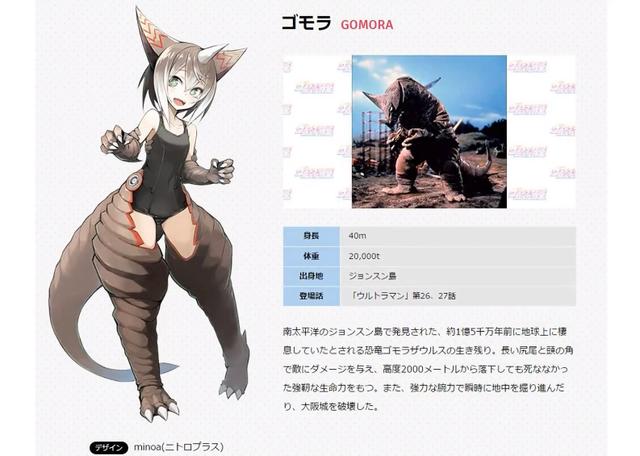 ゴモラ GOMORA
身長 40m
体重 20,000t
出身地 ジョンスン島
登場話 「ウルトラマン」第26、27話
南太平洋のジョンスン島で発見された、約1億5千万年前に地球上に棲
息していたとされる恐竜ゴモラザウルスの生き残り。長い尻尾と頭の角
で敵にダメージを与え、高度2000メートルから落下しても死ななかっ
た強靭な生命力をもつ。また、強力な腕力で瞬時に地中を掘り進んだ
り、大阪城を破壊した。
デザイン minoa(ニトロプラス)